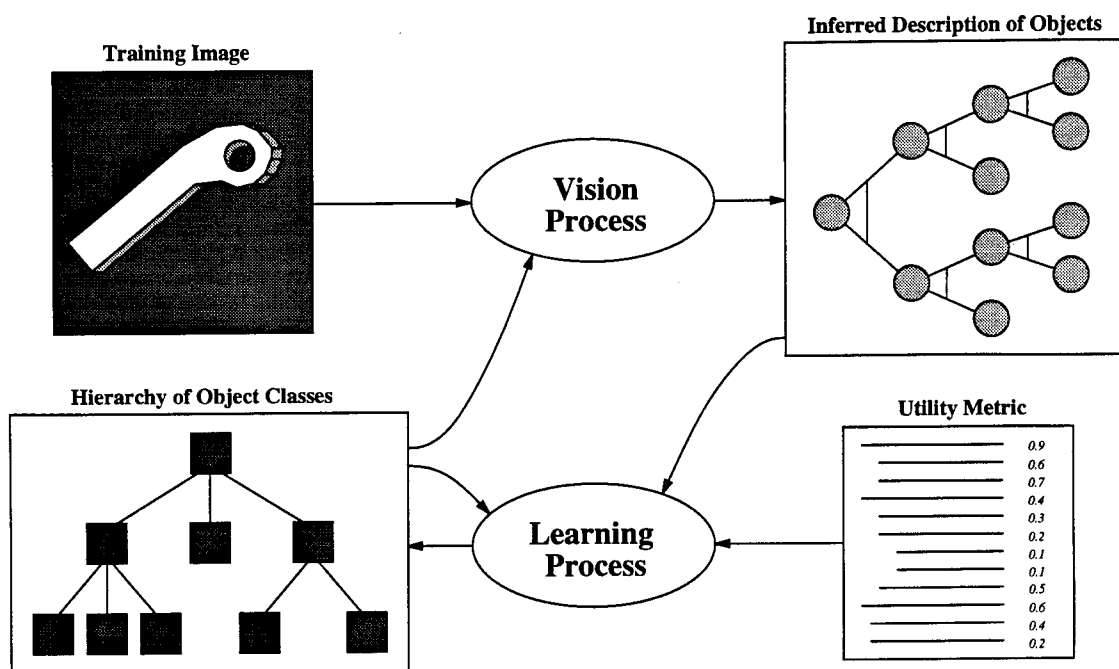 Inferred Description of Objects
Training Image
Vision
Process
Hierarchy of Object Classes
Utility Metric
Learning
Process
0.9
0.6
0.7
0.4
0.3
0.2
0.1
0.1
0.5
0.6
0.4
0.2